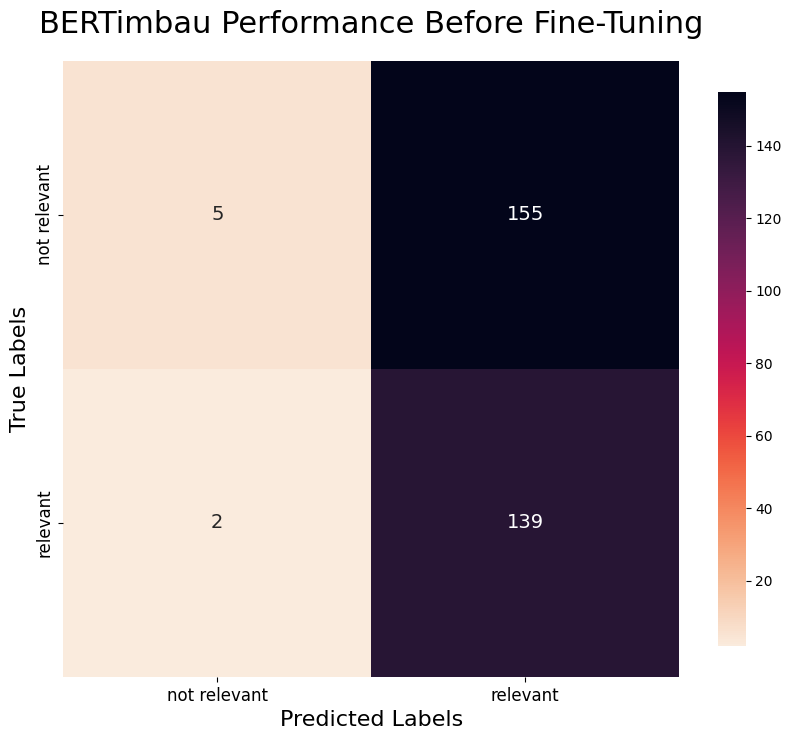 BERTimbau Performance Before Fine-Tuning
True Labels
not relevant
relevant
5
155
2
139
not relevant
relevant
Predicted Labels
140
120
100
80
60
40
20